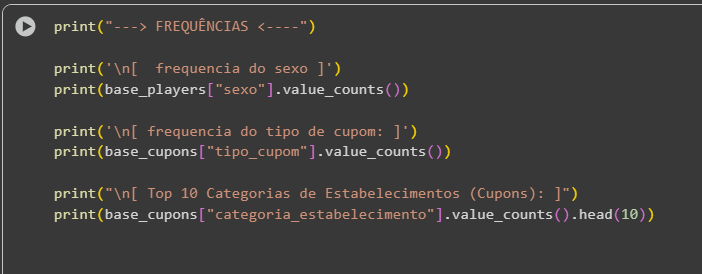 print("---> FREQUÊNCIAS <----")
print('\n[  frequencia do sexo ]')
print(base_players["sexo"].value_counts())
print('\n[ frequencia do tipo de cupom: ]')
print(base_cupons["tipo_cupom"].value_counts())
print("\n[ Top 10 Categorias de Estabelecimentos (Cupons): ]")
print(base_cupons["categoria_estabelecimento"].value_counts().head(10))